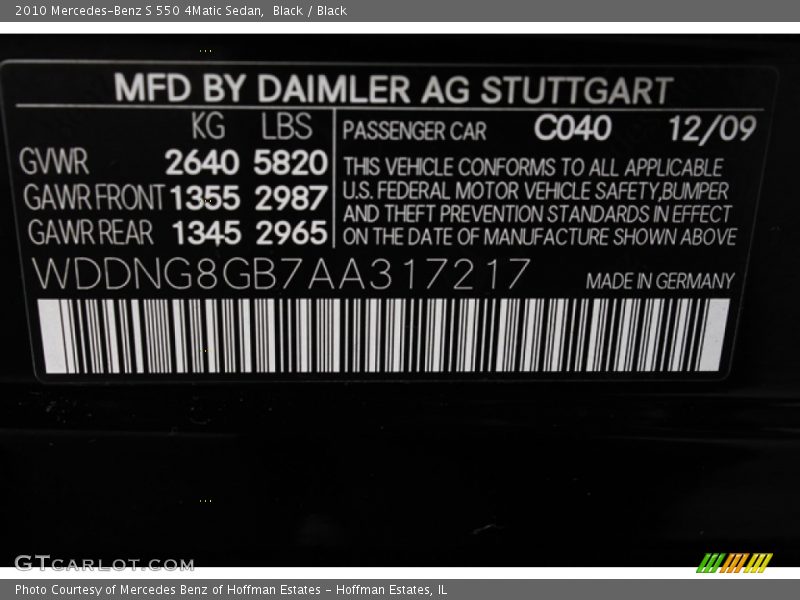 2010 Mercedes-Benz S 550 4Matic Sedan, Black / Black
MFD BY DAIMLER AG STUTTGART
KG LBS PASSENGER CAR C040 12/09
GVWR 2640 5820
GAWR FRONT 1355 2987
GAWR REAR 1345 2965
THIS VEHICLE CONFORMS TO ALL APPLICABLE
U.S. FEDERAL MOTOR VEHICLE SAFETY,BUMPER
AND THEFT PREVENTION STANDARDS IN EFFECT
ON THE DATE OF MANUFACTURE SHOWN ABOVE
WDDNG8GB7AA317217 MADE IN GERMANY
GTCARLOT.COM
Photo Courtesy of Mercedes Benz of Hoffman Estates - Hoffman Estates, IL